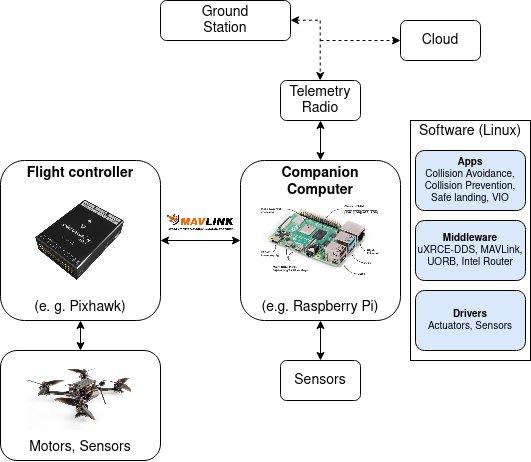 Ground
Station
Cloud
Telemetry
Radio
Flight controller
(e. g. Pixhawk)
MAVLINK
Companion
Computer
(e.g. Raspberry Pi)
Software (Linux)
Apps
Collision Avoidance,
Collision Prevention,
Safe landing, VIO
Middleware
uXRCE-DDS, MAVLink,
UORB, Intel Router
Drivers
Actuators, Sensors
Motors, Sensors
Sensors